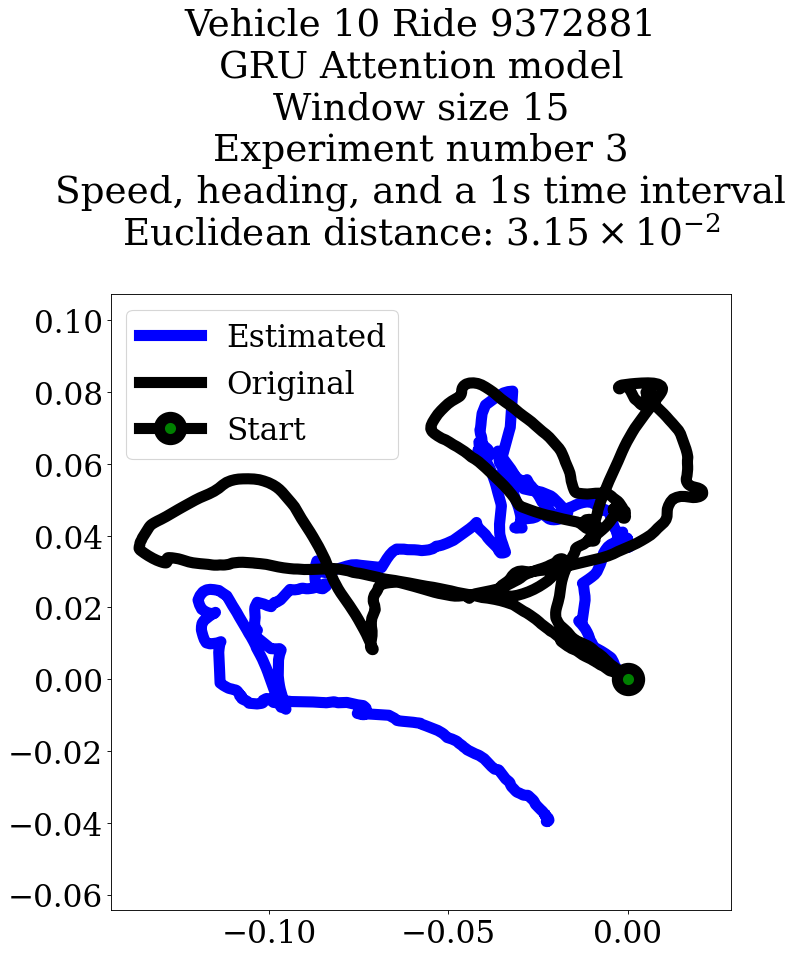 Vehicle 10 Ride 9372881
GRU Attention model
Window size 15
Experiment number 3
Speed, heading, and a 1s time interval
Euclidean distance: 3.15 × 10⁻²
Estimated
Original
Start
0.10
0.08
0.06
0.04
0.02
0.00
−0.02
−0.04
−0.06
−0.10
−0.05
0.00